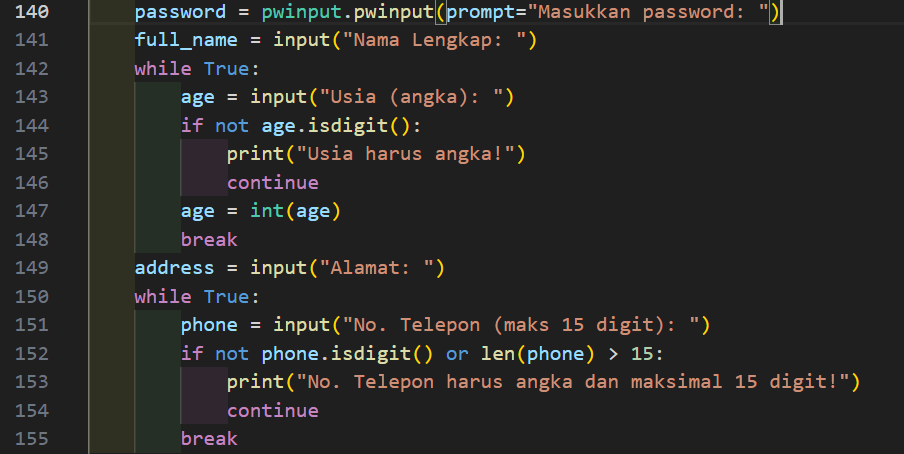 140 password = pwinput.pwinput(prompt="Masukkan password: ")
141 full_name = input("Nama Lengkap: ")
142 while True:
143 age = input("Usia (angka): ")
144 if not age.isdigit():
145 print("Usia harus angka!")
146 continue
147 age = int(age)
148 break
149 address = input("Alamat: ")
150 while True:
151 phone = input("No. Telepon (maks 15 digit): ")
152 if not phone.isdigit() or len(phone) > 15:
153 print("No. Telepon harus angka dan maksimal 15 digit!")
154 continue
155 break